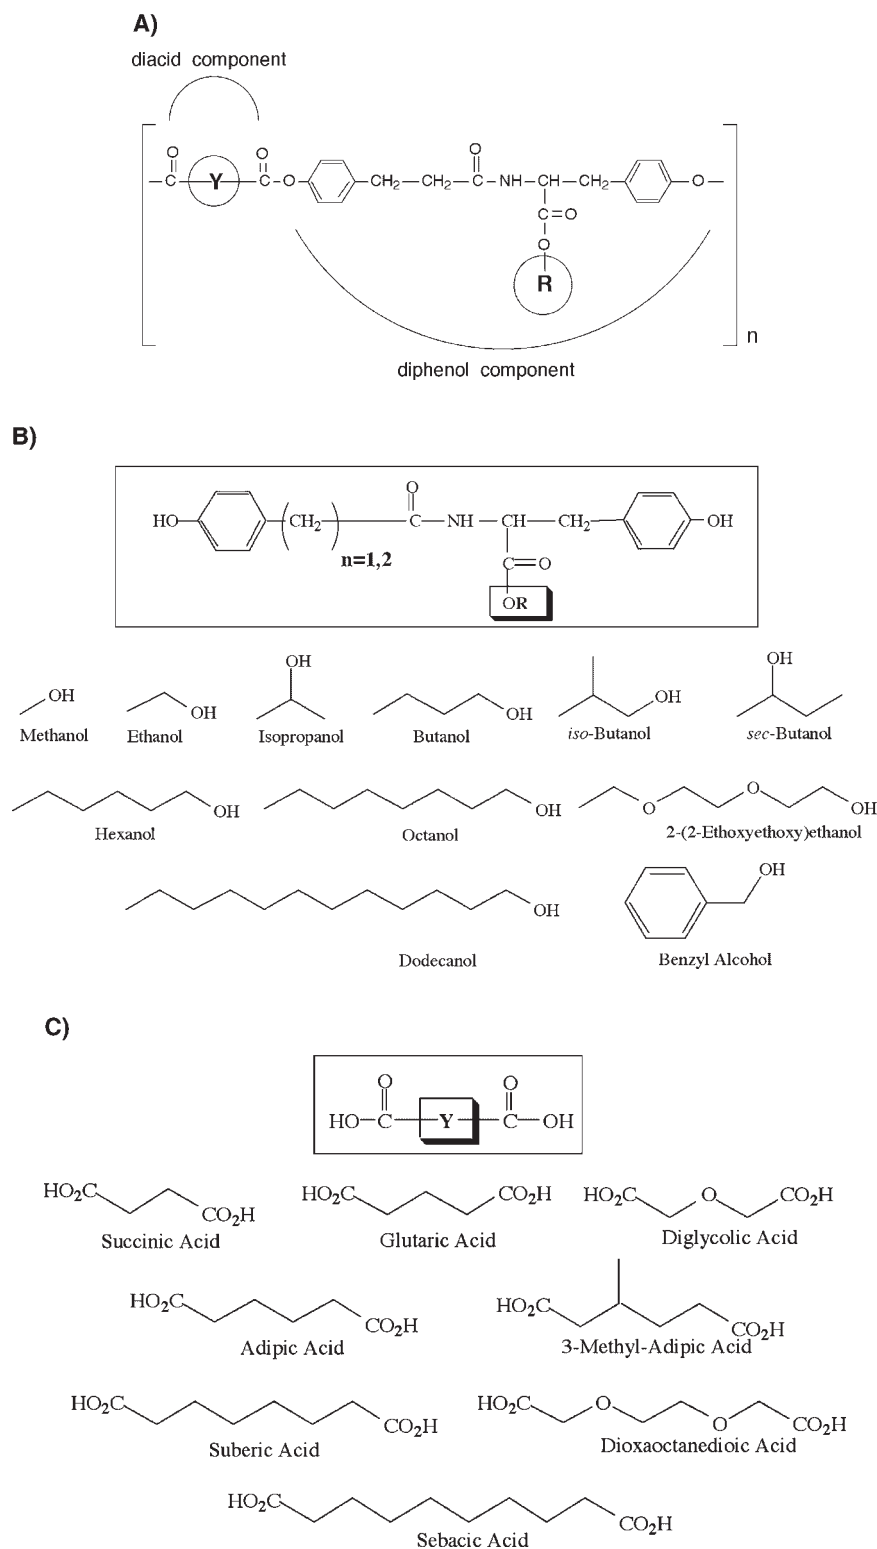 A)
diacid component
O O O
C Y C O CH2 CH2 C NH CH CH2 O
C=O
O
R
n
diphenol component
B)
O
HO (CH2) C NH CH CH2 OH
n=1,2
C=O
OR
OH OH
OH OH OH OH
Methanol Ethanol Isopropanol Butanol iso-Butanol sec-Butanol
O
OH OH O OH
Hexanol Octanol 2-(2-Ethoxyethoxy)ethanol
OH
OH
Dodecanol Benzyl Alcohol
C)
O O
HO C Y C OH
HO2C CO2H HO2C CO2H HO2C O CO2H
Succinic Acid Glutaric Acid Diglycolic Acid
HO2C CO2H HO2C CO2H
Adipic Acid 3-Methyl-Adipic Acid
HO2C CO2H HO2C O O CO2H
Suberic Acid Dioxaoctanedioic Acid
HO2C CO2H
Sebacic Acid